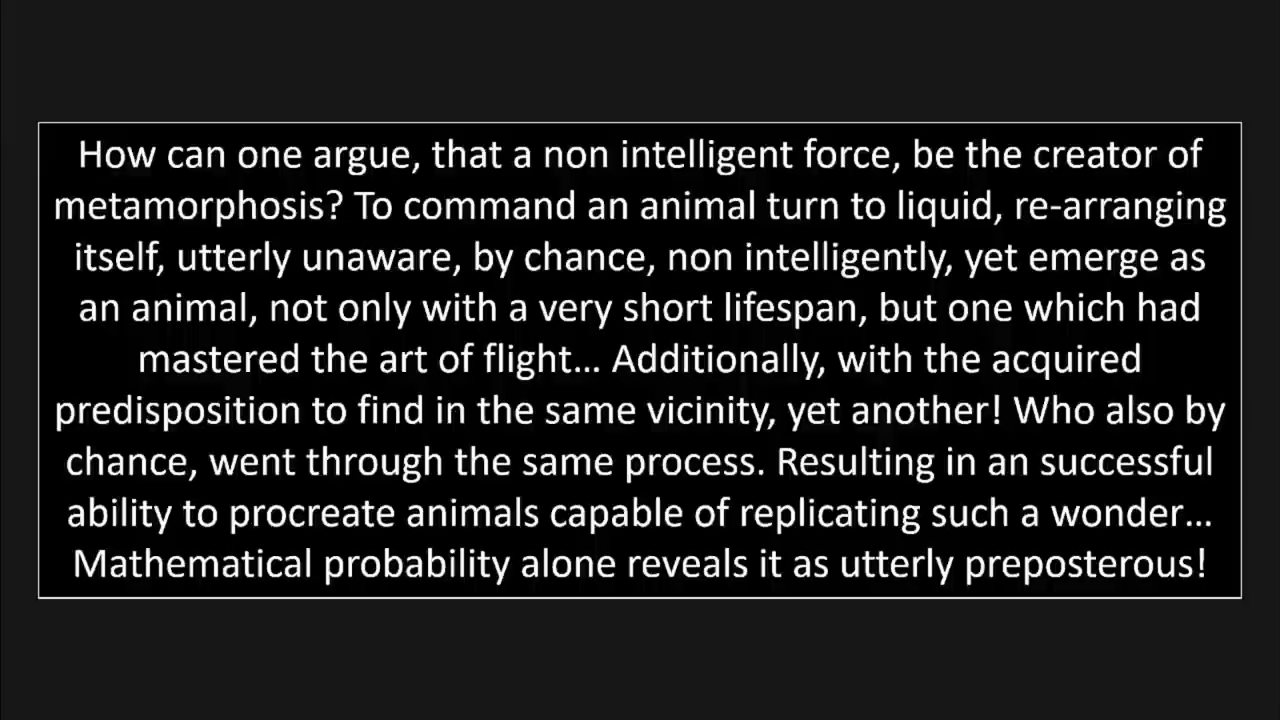 How can one argue, that a non intelligent force, be the creator of
metamorphosis? To command an animal turn to liquid, re-arranging
itself, utterly unaware, by chance, non intelligently, yet emerge as
an animal, not only with a very short lifespan, but one which had
mastered the art of flight... Additionally, with the acquired
predisposition to find in the same vicinity, yet another! Who also by
chance, went through the same process. Resulting in an successful
ability to procreate animals capable of replicating such a wonder...
Mathematical probability alone reveals it as utterly preposterous!